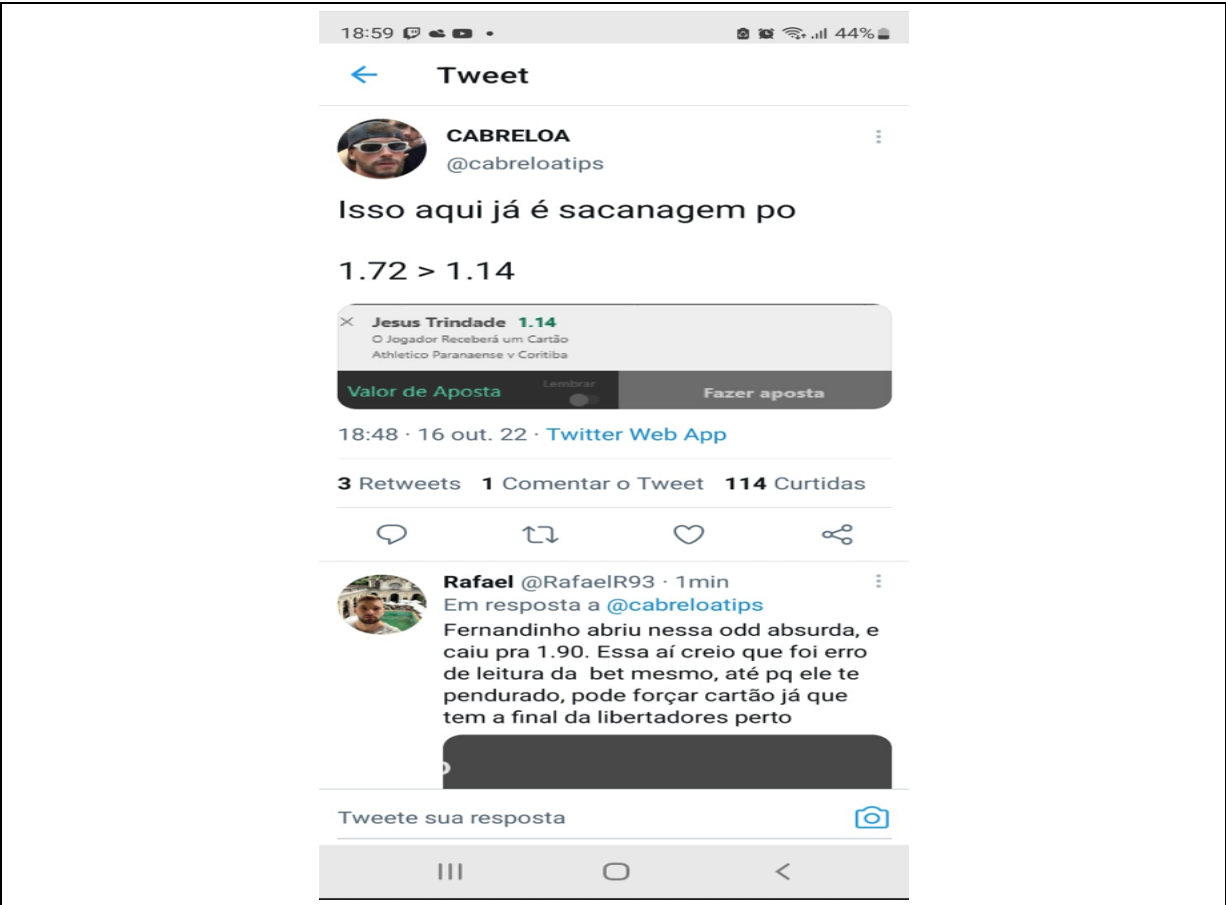 18:59
44%
Tweet
CABRELOA
@cabreloatips
Isso aqui já é sacanagem po
1.72 > 1.14
Jesus Trindade 1.14
O Jogador Receberá um Cartão
Athletico Paranaense v Coritiba
Valor de Aposta
Lembrar
Fazer aposta
18:48 · 16 out. 22 · Twitter Web App
3 Retweets 1 Comentar o Tweet 114 Curtidas
Rafael @RafaelR93 · 1min
Em resposta a @cabreloatips
Fernandinho abriu nessa odd absurda, e
caiu pra 1.90. Essa aí creio que foi erro
de leitura da bet mesmo, até pq ele te
pendurado, pode forçar cartão já que
tem a final da libertadores perto
Tweete sua resposta